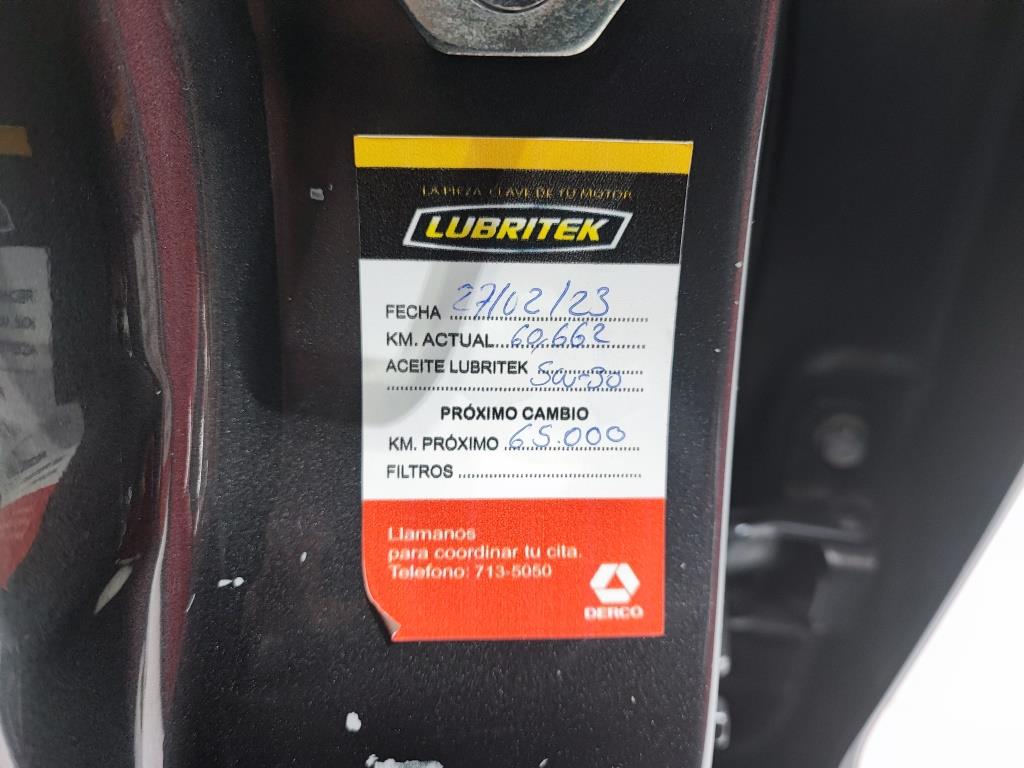 LA PIEZA CLAVE DE TU MOTOR
LUBRITEK
FECHA 27/02/23
KM. ACTUAL 60,662
ACEITE LUBRITEK 5W-30
PRÓXIMO CAMBIO
KM. PRÓXIMO 65.000
FILTROS
Llamanos
para coordinar tu cita.
Telefono: 713-5050
DERCO